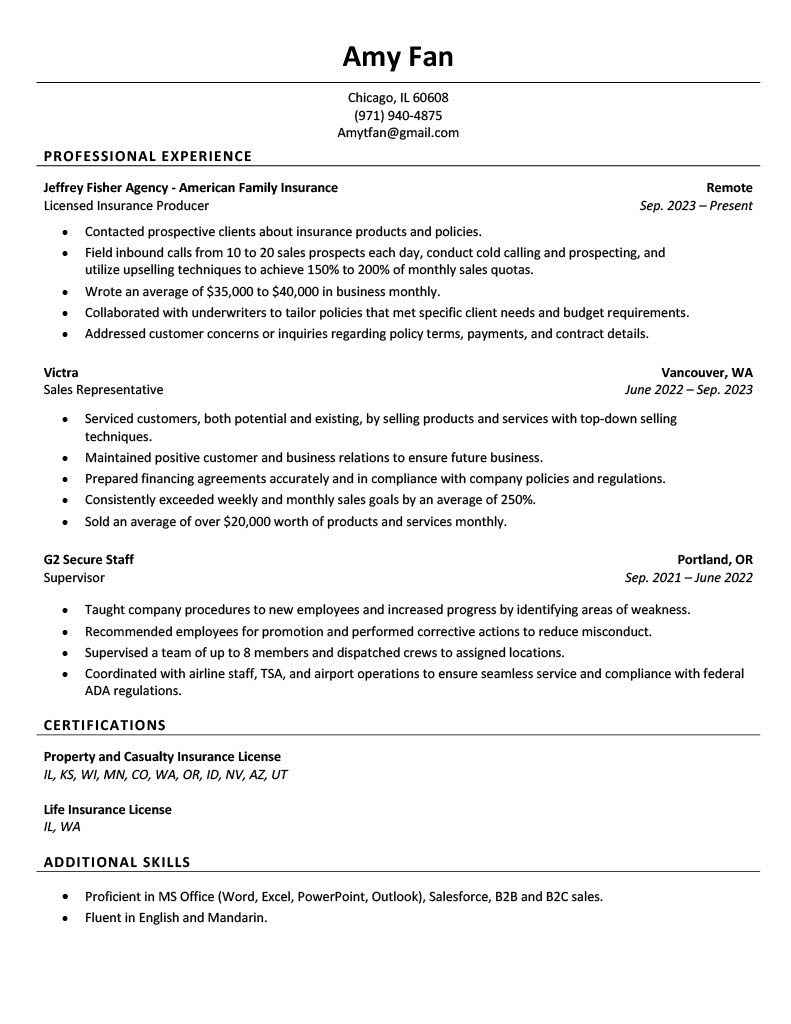 Amy Fan
Chicago, IL 60608
(971) 940-4875
Amytfan@gmail.com
PROFESSIONAL EXPERIENCE
Jeffrey Fisher Agency - American Family Insurance Remote
Licensed Insurance Producer Sep. 2023 – Present
• Contacted prospective clients about insurance products and policies.
• Field inbound calls from 10 to 20 sales prospects each day, conduct cold calling and prospecting, and
utilize upselling techniques to achieve 150% to 200% of monthly sales quotas.
• Wrote an average of $35,000 to $40,000 in business monthly.
• Collaborated with underwriters to tailor policies that met specific client needs and budget requirements.
• Addressed customer concerns or inquiries regarding policy terms, payments, and contract details.
Victra Vancouver, WA
Sales Representative June 2022 – Sep. 2023
• Serviced customers, both potential and existing, by selling products and services with top-down selling
techniques.
• Maintained positive customer and business relations to ensure future business.
• Prepared financing agreements accurately and in compliance with company policies and regulations.
• Consistently exceeded weekly and monthly sales goals by an average of 250%.
• Sold an average of over $20,000 worth of products and services monthly.
G2 Secure Staff Portland, OR
Supervisor Sep. 2021 – June 2022
• Taught company procedures to new employees and increased progress by identifying areas of weakness.
• Recommended employees for promotion and performed corrective actions to reduce misconduct.
• Supervised a team of up to 8 members and dispatched crews to assigned locations.
• Coordinated with airline staff, TSA, and airport operations to ensure seamless service and compliance with federal
ADA regulations.
CERTIFICATIONS
Property and Casualty Insurance License
IL, KS, WI, MN, CO, WA, OR, ID, NV, AZ, UT
Life Insurance License
IL, WA
ADDITIONAL SKILLS
• Proficient in MS Office (Word, Excel, PowerPoint, Outlook), Salesforce, B2B and B2C sales.
• Fluent in English and Mandarin.